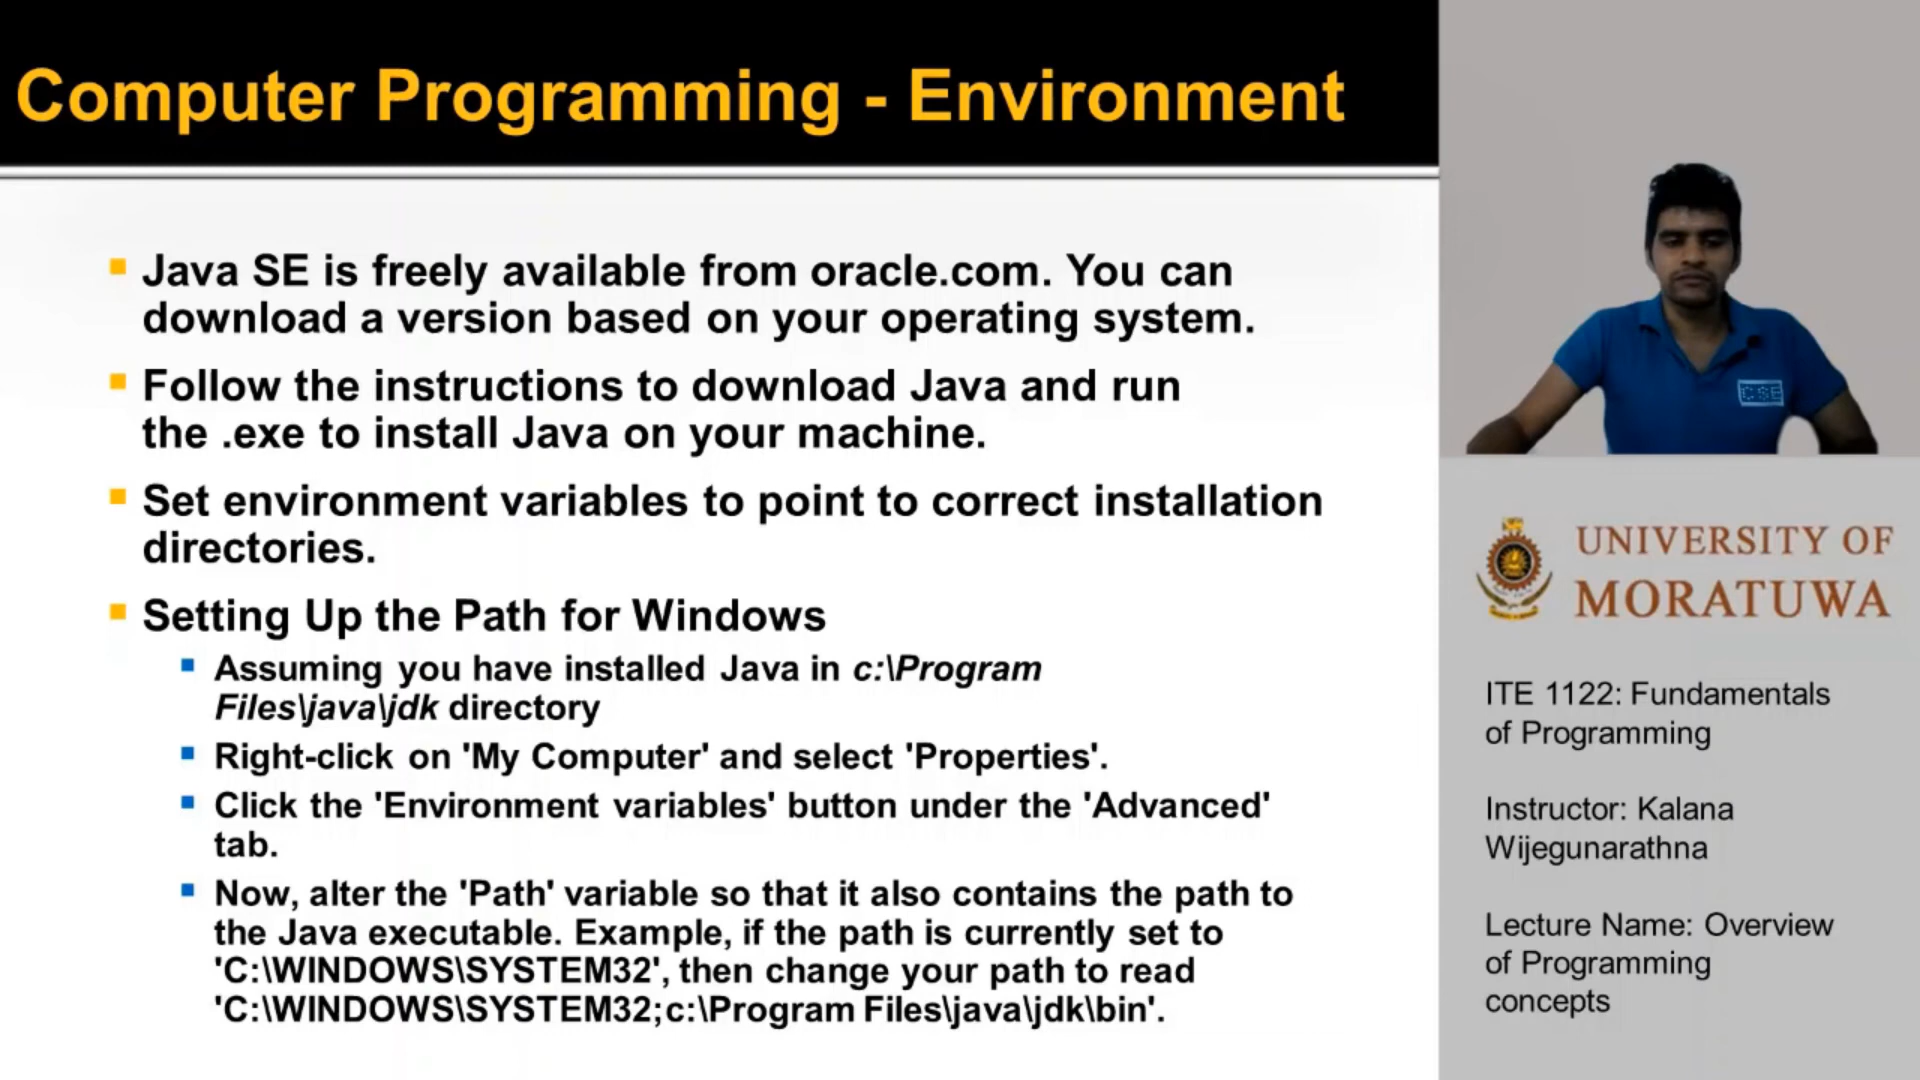 Computer Programming - Environment
Java SE is freely available from oracle.com. You can
download a version based on your operating system.
Follow the instructions to download Java and run
the .exe to install Java on your machine.
Set environment variables to point to correct installation
directories.
Setting Up the Path for Windows
Assuming you have installed Java in c:\Program
Files\java\jdk directory
Right-click on 'My Computer' and select 'Properties'.
Click the 'Environment variables' button under the 'Advanced'
tab.
Now, alter the 'Path' variable so that it also contains the path to
the Java executable. Example, if the path is currently set to
'C:\WINDOWS\SYSTEM32', then change your path to read
'C:\WINDOWS\SYSTEM32;c:\Program Files\java\jdk\bin'.
CSE
UNIVERSITY OF
MORATUWA
ITE 1122: Fundamentals
of Programming
Instructor: Kalana
Wijegunarathna
Lecture Name: Overview
of Programming
concepts